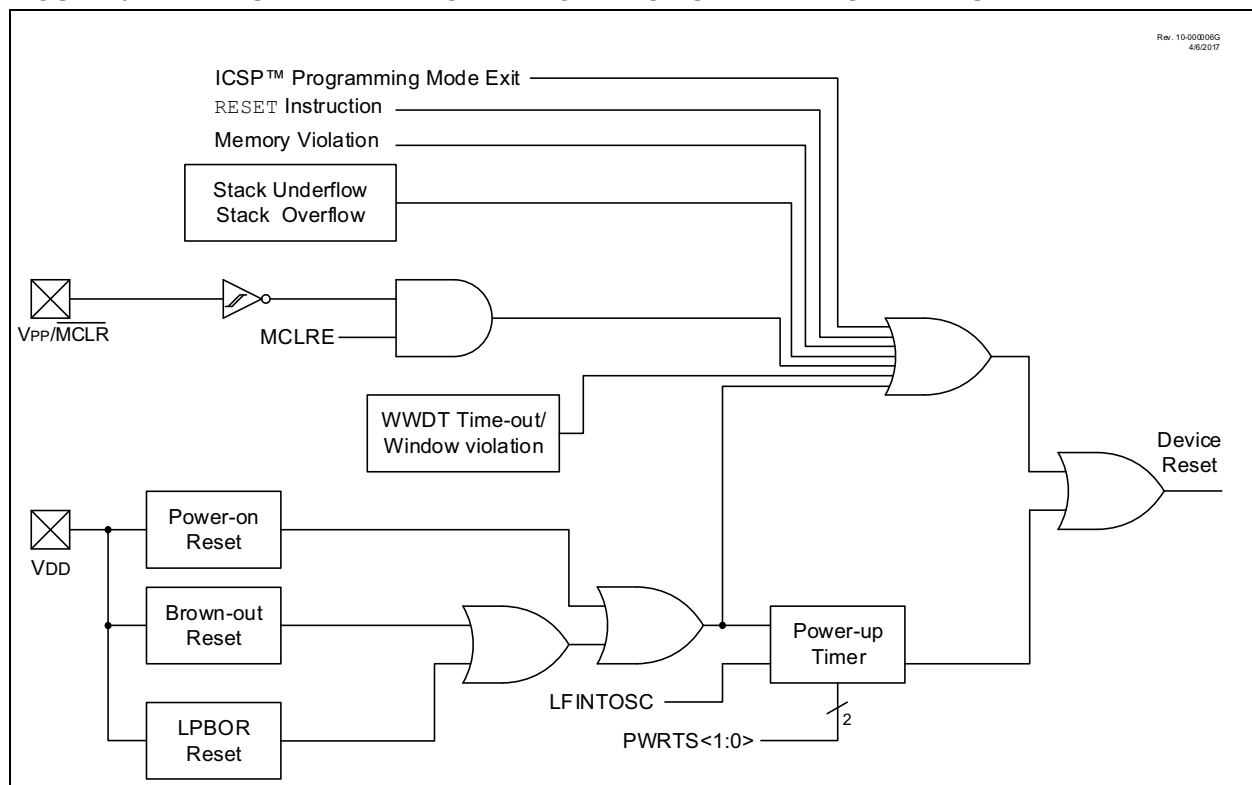 Rev. 10-000006G
4/6/2017
ICSP™ Programming Mode Exit
RESET Instruction
Memory Violation
Stack Underflow
Stack Overflow
VPP/MCLR
MCLRE
WWDT Time-out/
Window violation
Device
Reset
Power-on
Reset
VDD
Brown-out
Reset
Power-up
Timer
LFINTOSC
LPBOR
Reset
2
PWRTS<1:0>